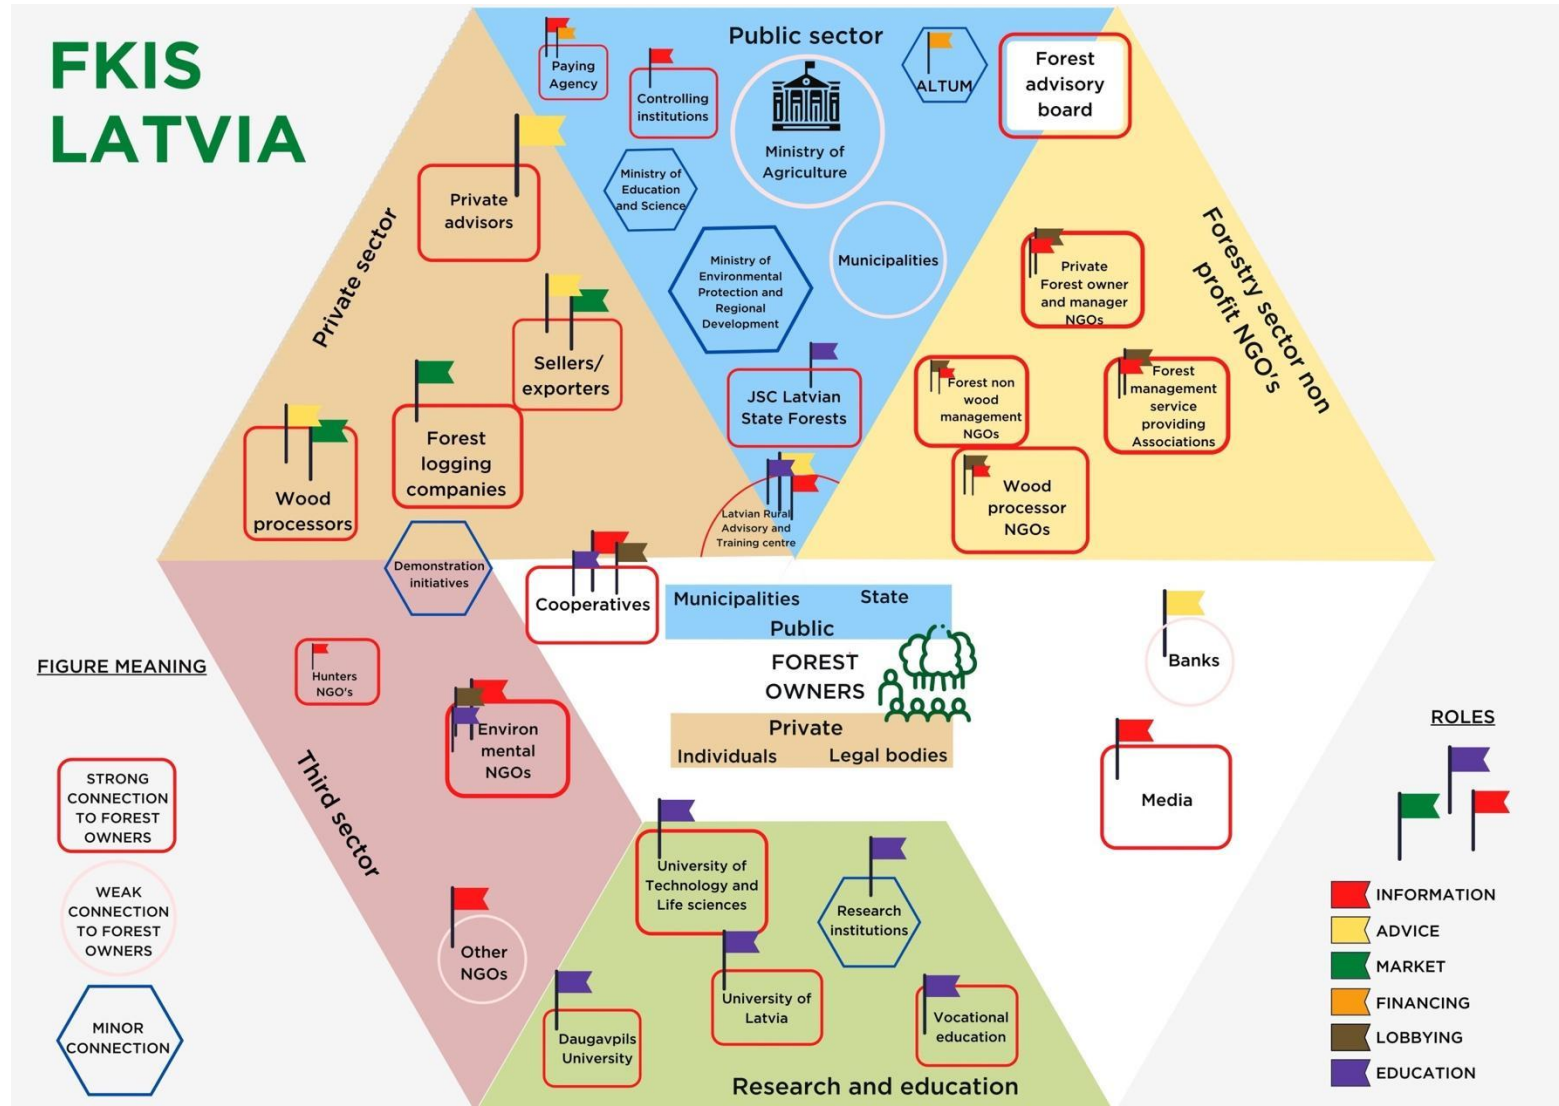 FKIS
LATVIA
Public sector
Paying
Agency
Controlling
institutions
Ministry of
Agriculture
ALTUM
Forest
advisory
board
Ministry of
Education
and Science
Ministry of
Environmental
Protection and
Regional
Development
Municipalities
JSC Latvian
State Forests
Latvian Rural
Advisory and
Training centre
Private sector
Private
advisors
Sellers/
exporters
Forest
logging
companies
Wood
processors
Forestry sector non
profit NGO's
Private
Forest owner
and manager
NGOs
Forest non
wood
management
NGOs
Forest
management
service
providing
Associations
Wood
processor
NGOs
Demonstration
initiatives
Cooperatives
Municipalities
State
Public
FOREST
OWNERS
Private
Individuals
Legal bodies
Banks
Media
Third sector
Hunters
NGO's
Environ
mental
NGOs
Other
NGOs
University of
Technology and
Life sciences
Research
institutions
University of
Latvia
Daugavpils
University
Vocational
education
Research and education
FIGURE MEANING
STRONG
CONNECTION
TO FOREST
OWNERS
WEAK
CONNECTION
TO FOREST
OWNERS
MINOR
CONNECTION
ROLES
INFORMATION
ADVICE
MARKET
FINANCING
LOBBYING
EDUCATION